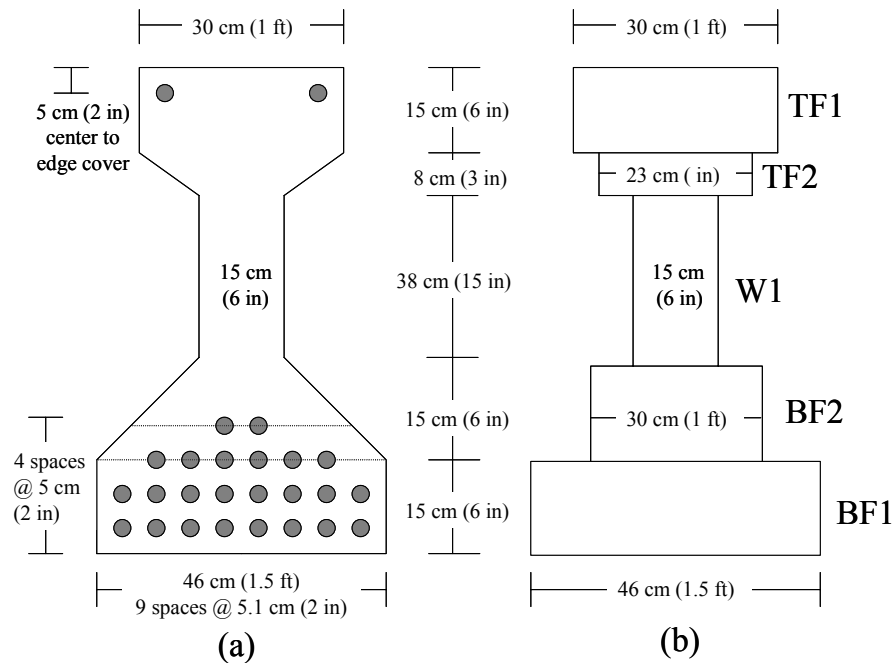 30 cm (1 ft)
5 cm (2 in)
center to
edge cover
15 cm
(6 in)
4 spaces
@ 5 cm
(2 in)
46 cm (1.5 ft)
9 spaces @ 5.1 cm (2 in)
(a)
15 cm (6 in)
8 cm (3 in)
38 cm (15 in)
15 cm (6 in)
15 cm (6 in)
30 cm (1 ft)
TF1
23 cm ( in)
TF2
15 cm
(6 in)
W1
30 cm (1 ft)
BF2
BF1
46 cm (1.5 ft)
(b)